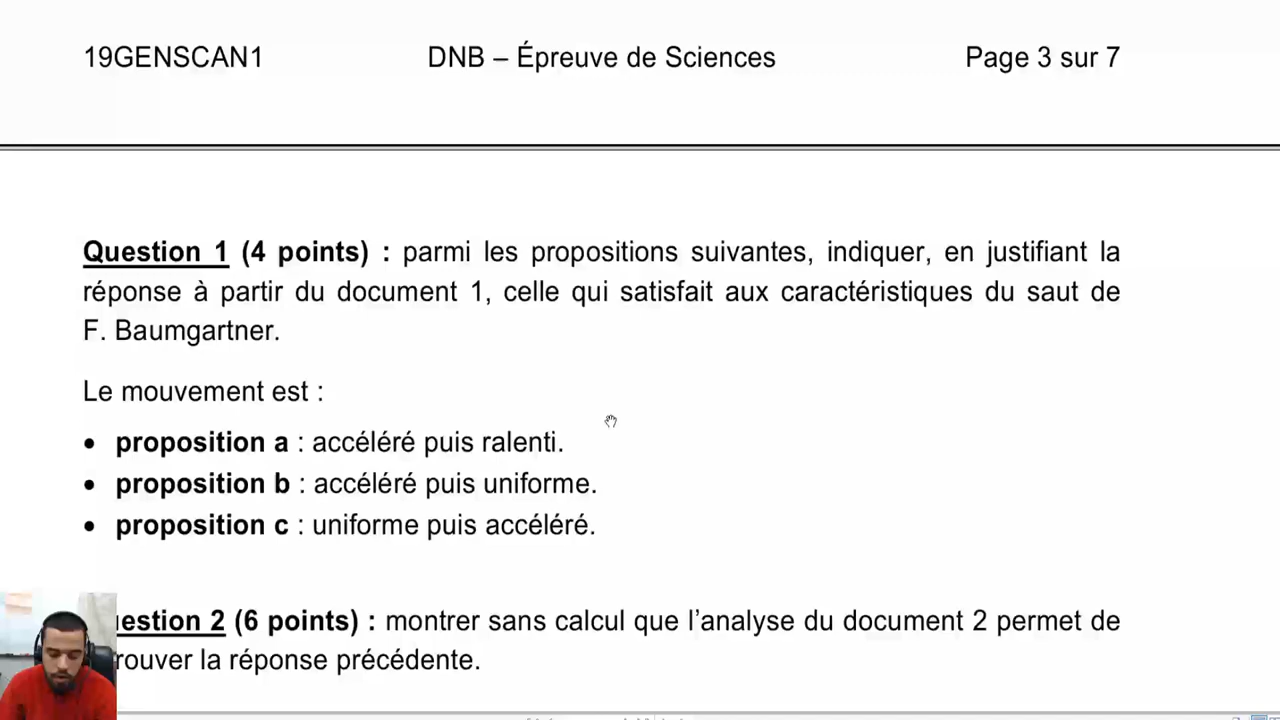 19GENSCAN1 DNB – Épreuve de Sciences Page 3 sur 7
Question 1 (4 points) : parmi les propositions suivantes, indiquer, en justifiant la
réponse à partir du document 1, celle qui satisfait aux caractéristiques du saut de
F. Baumgartner.
Le mouvement est :
• proposition a : accéléré puis ralenti.
• proposition b : accéléré puis uniforme.
• proposition c : uniforme puis accéléré.
uestion 2 (6 points) : montrer sans calcul que l’analyse du document 2 permet de
rouver la réponse précédente.